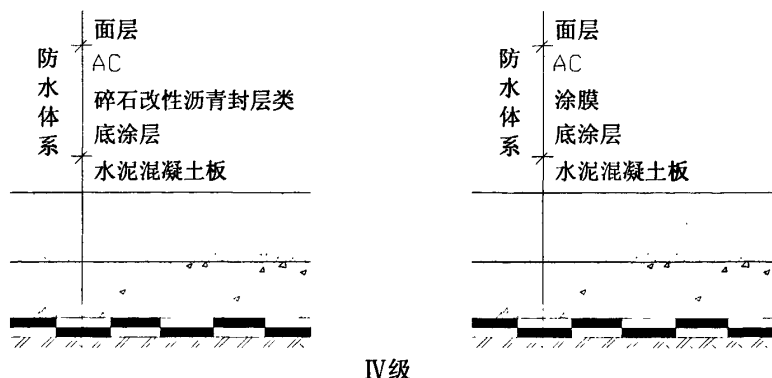 面层
AC
碎石改性沥青封层类
底涂层
水泥混凝土板
防水体系
面层
AC
涂膜
底涂层
水泥混凝土板
防水体系
Ⅳ级